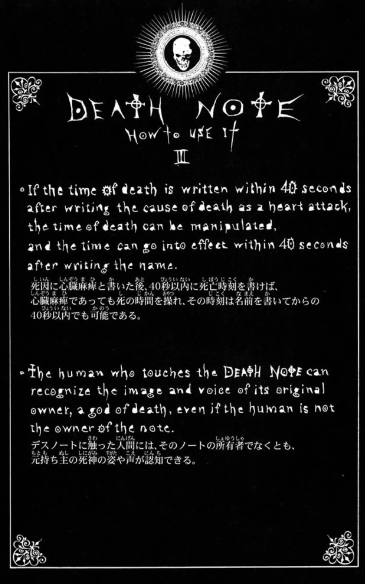 DEATH NOTE
HOW TO USE IT
III
• If the time of death is written within 40 seconds
after writing the cause of death as a heart attack,
the time of death can be manipulated,
and the time can go into effect within 40 seconds
after writing the name.
死因に心臓麻痺と書いた後、40秒以内に死亡時刻を書けば、
心臓麻痺であっても死の時間を操れ、その時刻は名前を書いてからの
40秒以内でも可能である。
• The human who touches the DEATH NOTE can
recognize the image and voice of its original
owner, a god of death, even if the human is not
the owner of the note.
デスノートに触った人間には、そのノートの所有者でなくとも、
元持ち主の死神の姿や声が認知できる。